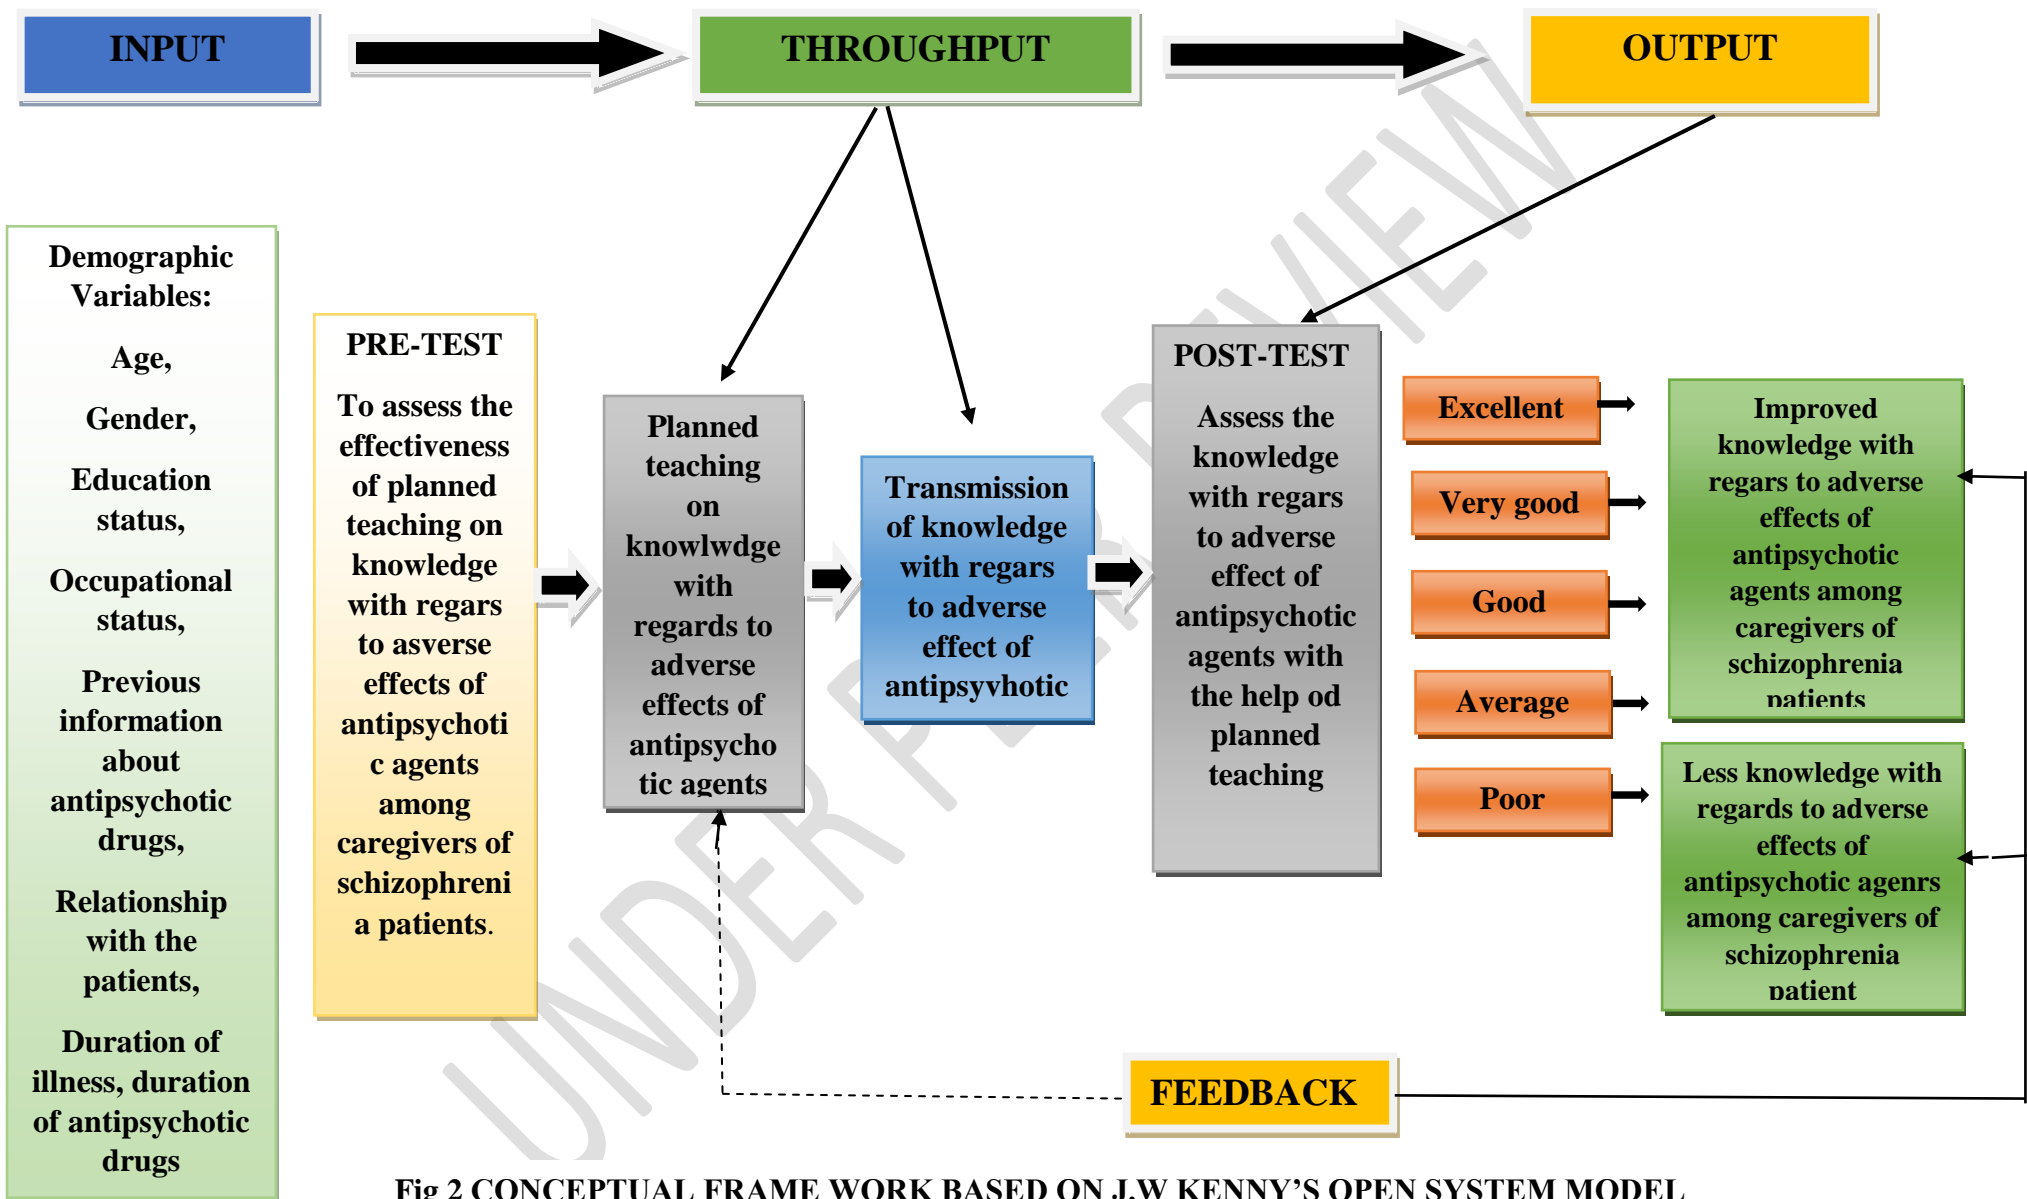 INPUT
THROUGHPUT
OUTPUT
Demographic
Variables:
Age,
Gender,
Education
status,
Occupational
status,
Previous
information
about
antipsychotic
drugs,
Relationship
with the
patients,
Duration of
illness, duration
of antipsychotic
drugs
PRE-TEST
To assess the
effectiveness
of planned
teaching on
knowledge
with regars
to asverse
effects of
antipsychoti
c agents
among
caregivers of
schizophreni
a patients.
Planned
teaching
on
knowlwdge
with
regards to
adverse
effects of
antipsycho
tic agents
Transmission
of knowledge
with regars
to adverse
effect of
antipsyvhotic
POST-TEST
Assess the
knowledge
with regars
to adverse
effect of
antipsychotic
agents with
the help od
planned
teaching
Excellent
Very good
Good
Average
Poor
Improved
knowledge with
regars to adverse
effects of
antipsychotic
agents among
caregivers of
schizophrenia
patients
Less knowledge with
regards to adverse
effects of
antipsychotic agenrs
among caregivers of
schizophrenia
patient
FEEDBACK
UNDER PEER REVIEW
Fig 2 CONCEPTUAL FRAME WORK BASED ON J.W KENNY'S OPEN SYSTEM MODEL